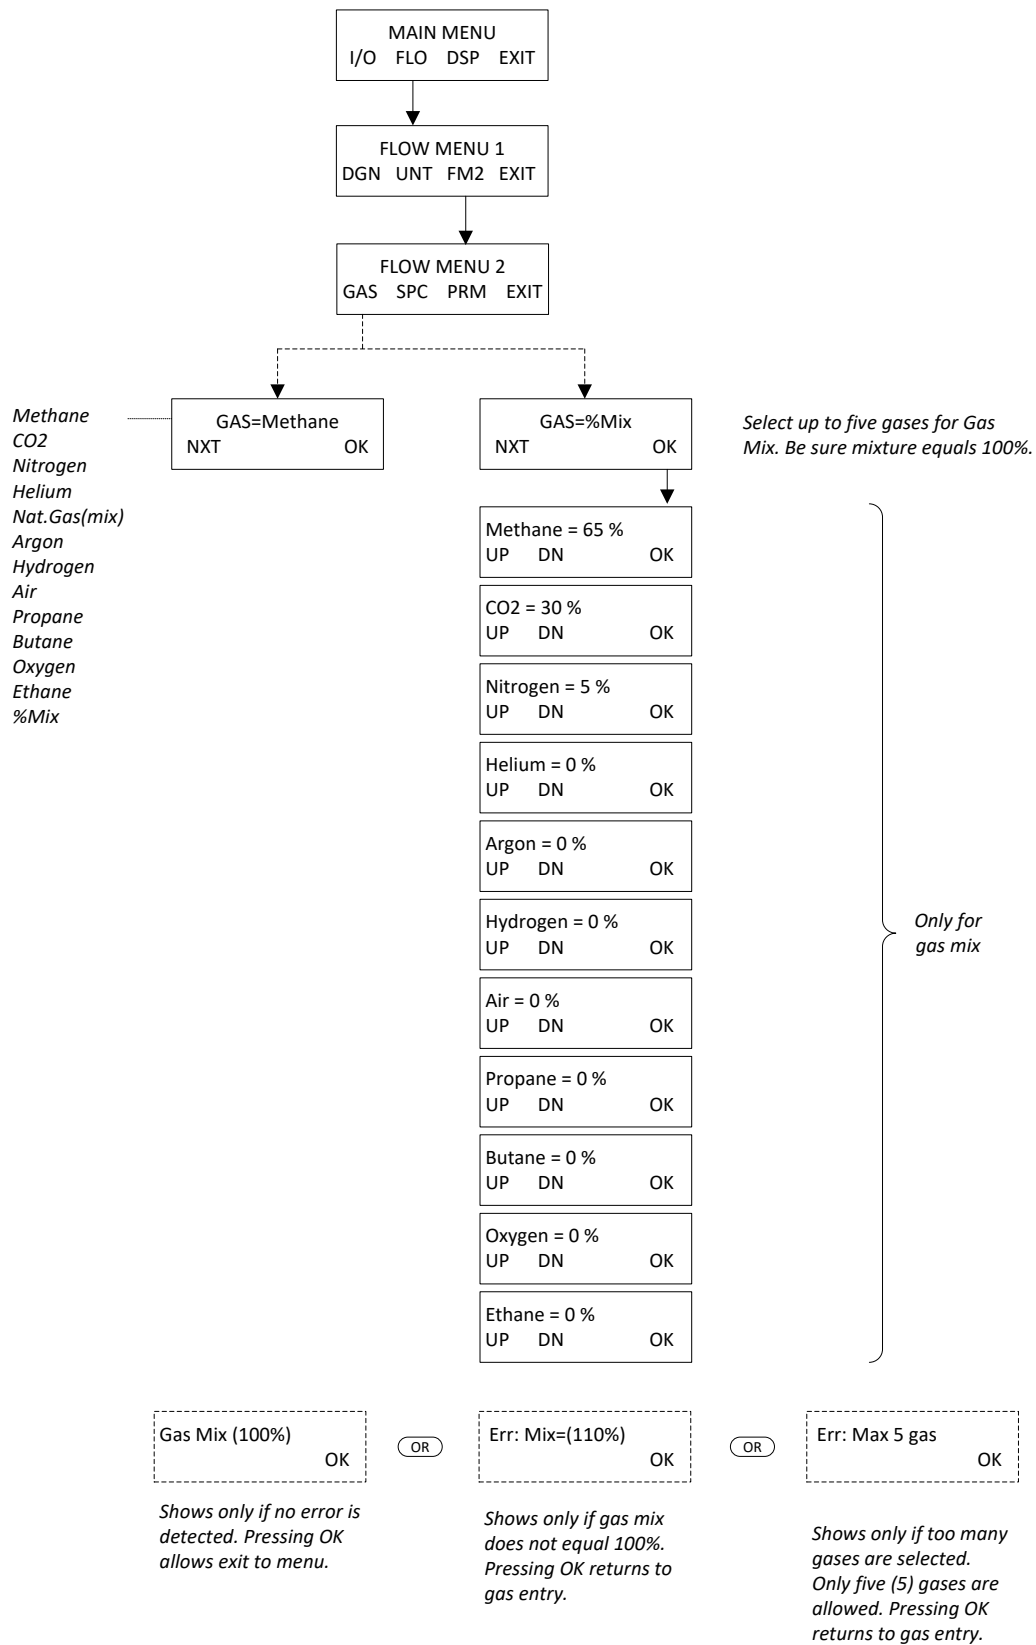 MAIN MENU
I/O FLO DSP EXIT
FLOW MENU 1
DGN UNT FM2 EXIT
FLOW MENU 2
GAS SPC PRM EXIT
Methane
CO2
Nitrogen
Helium
Nat.Gas(mix)
Argon
Hydrogen
Air
Propane
Butane
Oxygen
Ethane
%Mix
GAS=Methane
NXT OK
GAS=%Mix
NXT OK
Select up to five gases for Gas
Mix. Be sure mixture equals 100%.
Methane = 65 %
UP DN OK
CO2 = 30 %
UP DN OK
Nitrogen = 5 %
UP DN OK
Helium = 0 %
UP DN OK
Argon = 0 %
UP DN OK
Hydrogen = 0 %
UP DN OK
Air = 0 %
UP DN OK
Propane = 0 %
UP DN OK
Butane = 0 %
UP DN OK
Oxygen = 0 %
UP DN OK
Ethane = 0 %
UP DN OK
Only for
gas mix
Gas Mix (100%)
OK
OR
Err: Mix=(110%)
OK
OR
Err: Max 5 gas
OK
Shows only if no error is
detected. Pressing OK
allows exit to menu.
Shows only if gas mix
does not equal 100%.
Pressing OK returns to
gas entry.
Shows only if too many
gases are selected.
Only five (5) gases are
allowed. Pressing OK
returns to gas entry.